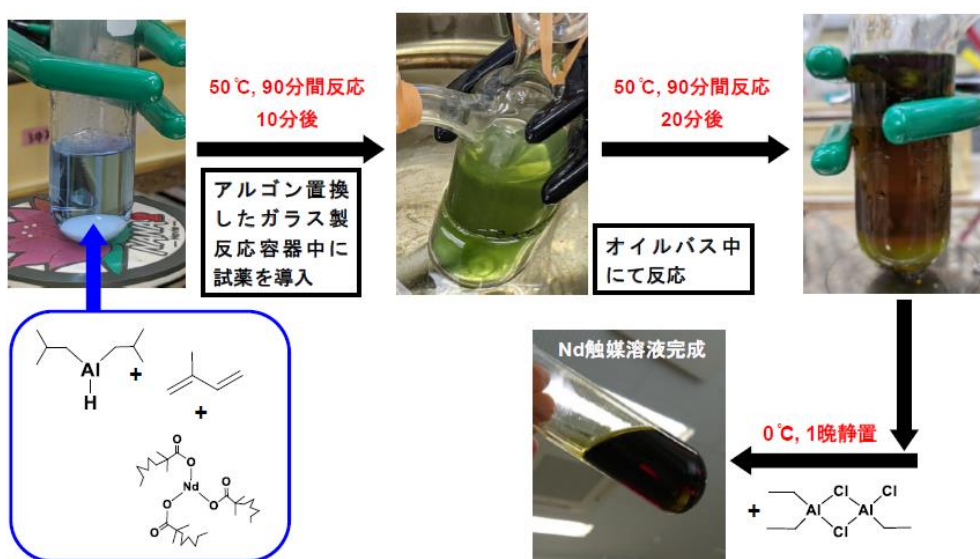 50℃, 90分間反応
10分後
アルゴン置換
したガラス製
反応容器中に
試薬を導入
50℃, 90分間反応
20分後
オイルバス中
にて反応
Al
H
+
+
O
O
Nd
O
O
O
O
Nd触媒溶液完成
0℃, 1晩静置
+
Al
Cl
Al
Cl
Cl